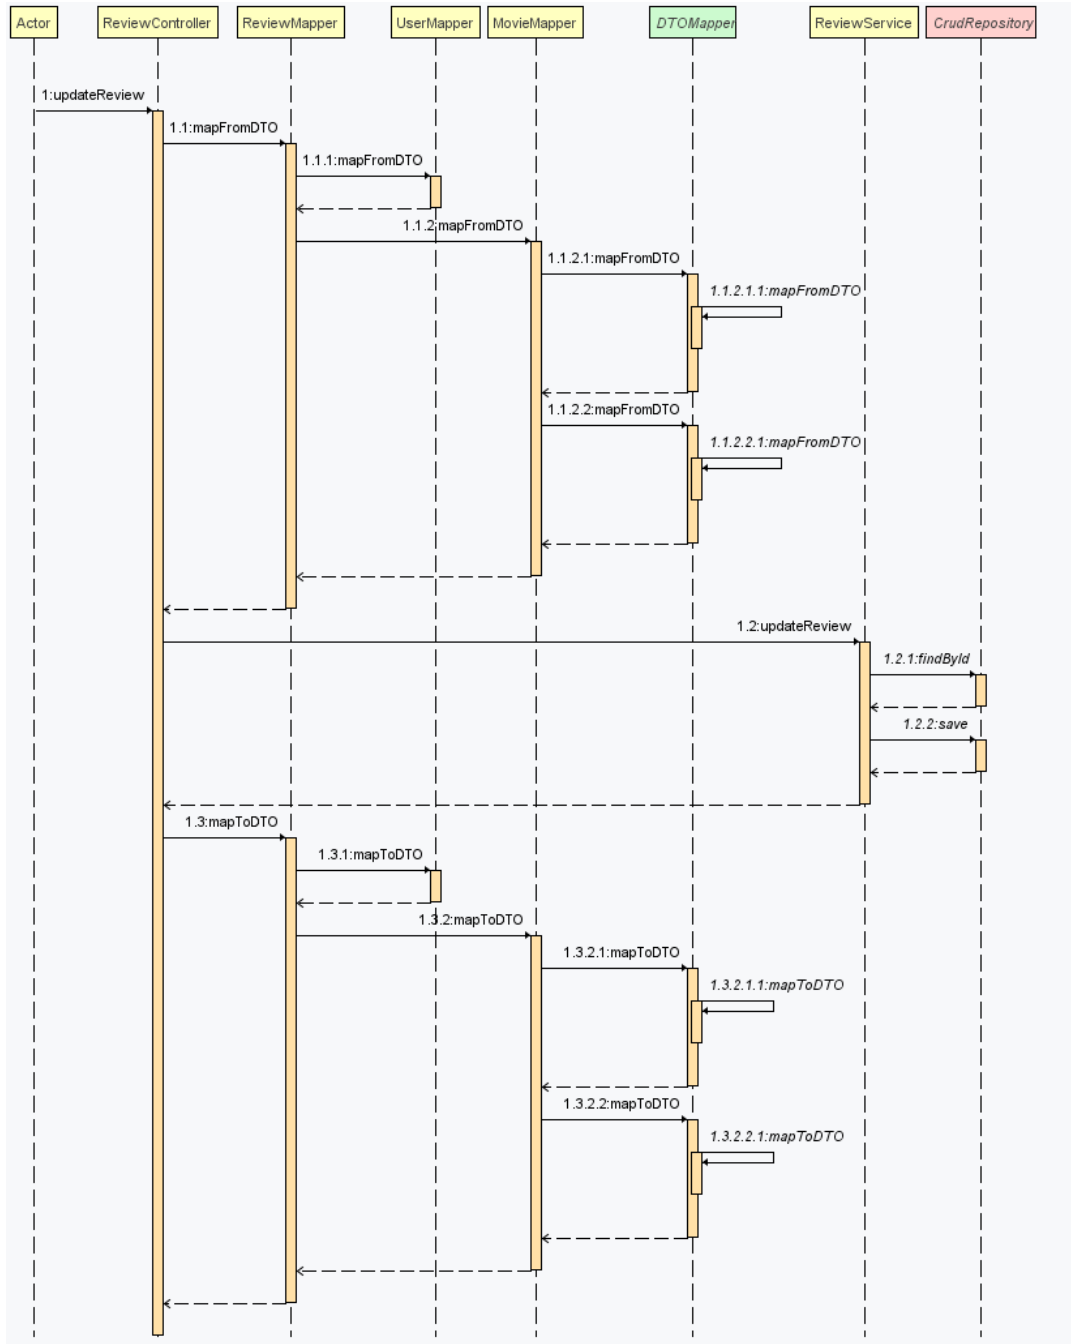 Actor
ReviewController
ReviewMapper
UserMapper
MovieMapper
DTOMapper
ReviewService
CrudRepository
1:updateReview
1.1:mapFromDTO
1.1.1:mapFromDTO
1.1.2:mapFromDTO
1.1.2.1:mapFromDTO
1.1.2.1.1:mapFromDTO
1.1.2.2:mapFromDTO
1.1.2.2.1:mapFromDTO
1.2:updateReview
1.2.1:findById
1.2.2:save
1.3:mapToDTO
1.3.1:mapToDTO
1.3.2:mapToDTO
1.3.2.1:mapToDTO
1.3.2.1.1:mapToDTO
1.3.2.2:mapToDTO
1.3.2.2.1:mapToDTO